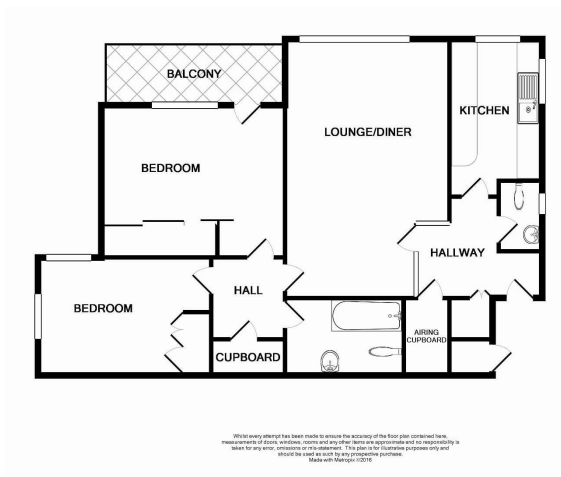 BALCONY
LOUNGE/DINER
KITCHEN
BEDROOM
HALLWAY
HALL
BEDROOM
AIRING
CUPBOARD
CUPBOARD
Whilst every attempt has been made to ensure the accuracy of the floor plan contained here,
measurements of doors, windows, rooms and any other items are approximate and no responsibility is
taken for any error, omissions or mis-statement. This plan is for illustrative purposes only and
should be used as such by any prospective purchase.
Made with Metropix ©2016